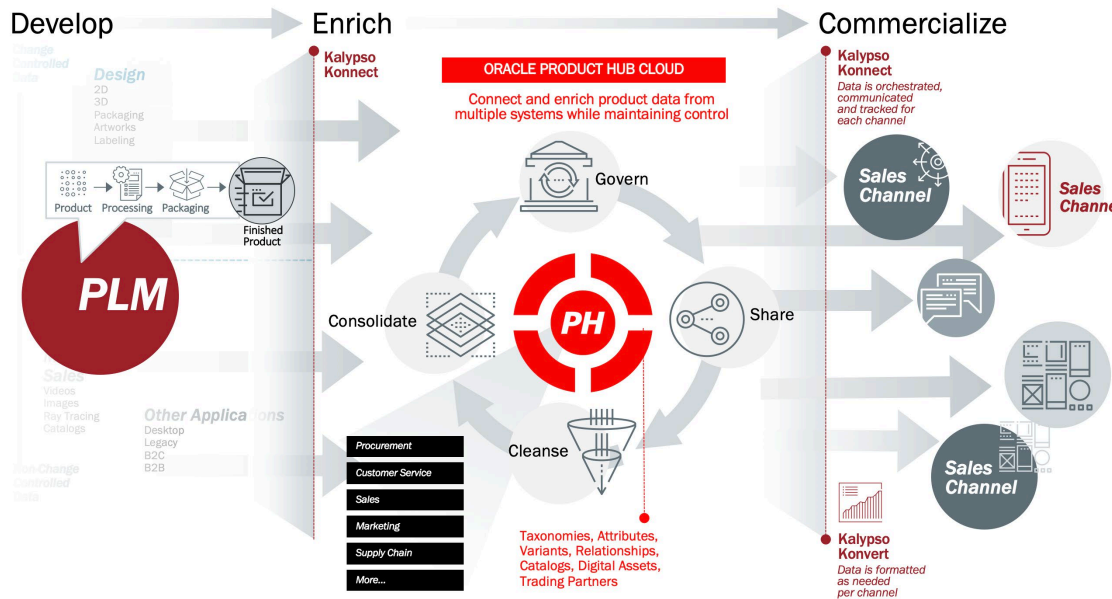 Develop
Enrich
Commercialize
Change
Controlled
Data
Design
2D
3D
Packaging
Artworks
Labeling
Product
Processing
Packaging
Finished
Product
PLM
Sales
Videos
Images
Ray Tracing
Catalogs
Other Applications
Desktop
Legacy
B2C
B2B
Non-Change
Controlled
Data
Kalypso
Konnect
ORACLE PRODUCT HUB CLOUD
Connect and enrich product data from
multiple systems while maintaining control
Govern
Consolidate
PH
Share
Cleanse
Procurement
Customer Service
Sales
Marketing
Supply Chain
More...
Taxonomies, Attributes,
Variants, Relationships,
Catalogs, Digital Assets,
Trading Partners
Kalypso
Konnect
Data is orchestrated,
communicated
and tracked for
each channel
Sales
Channel
Sales
Channe
Sales
Channel
Kalypso
Konvert
Data is formatted
as needed
per channel